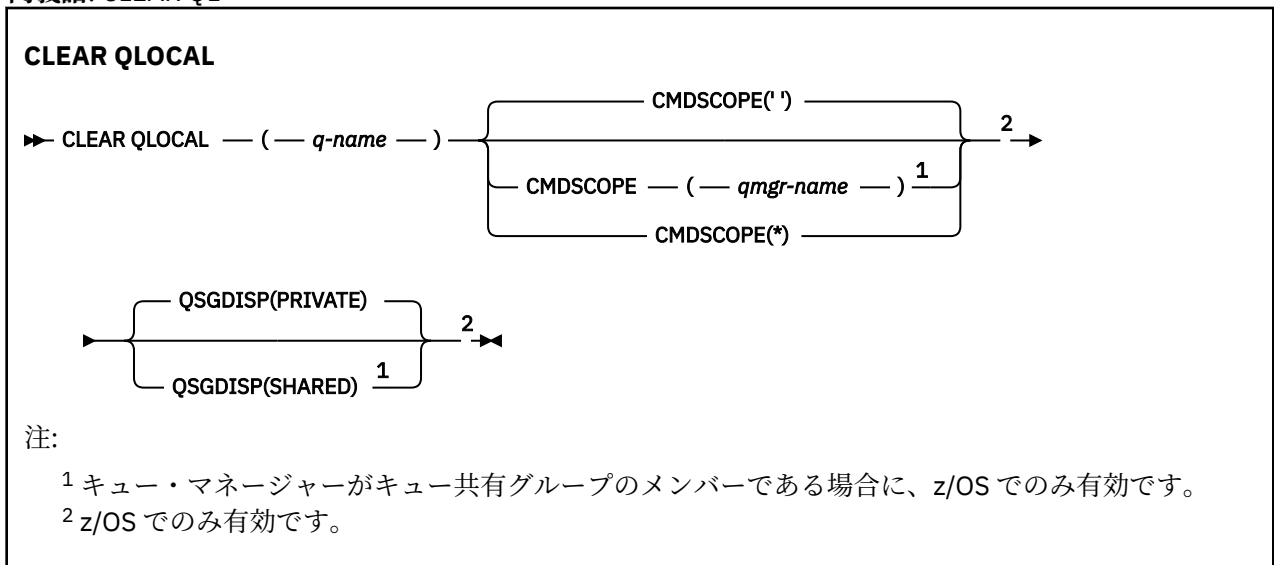 CLEAR QLOCAL
CMDSCOPE(' ')
CLEAR QLOCAL ( q-name ) 2
CMDSCOPE ( qmgr-name ) 1
CMDSCOPE(*)
QSGDISP(PRIVATE)
2
QSGDISP(SHARED) 1
注:
1 キュー・マネージャーがキュー共有グループのメンバーである場合に、z/OS でのみ有効です。
2 z/OS でのみ有効です。